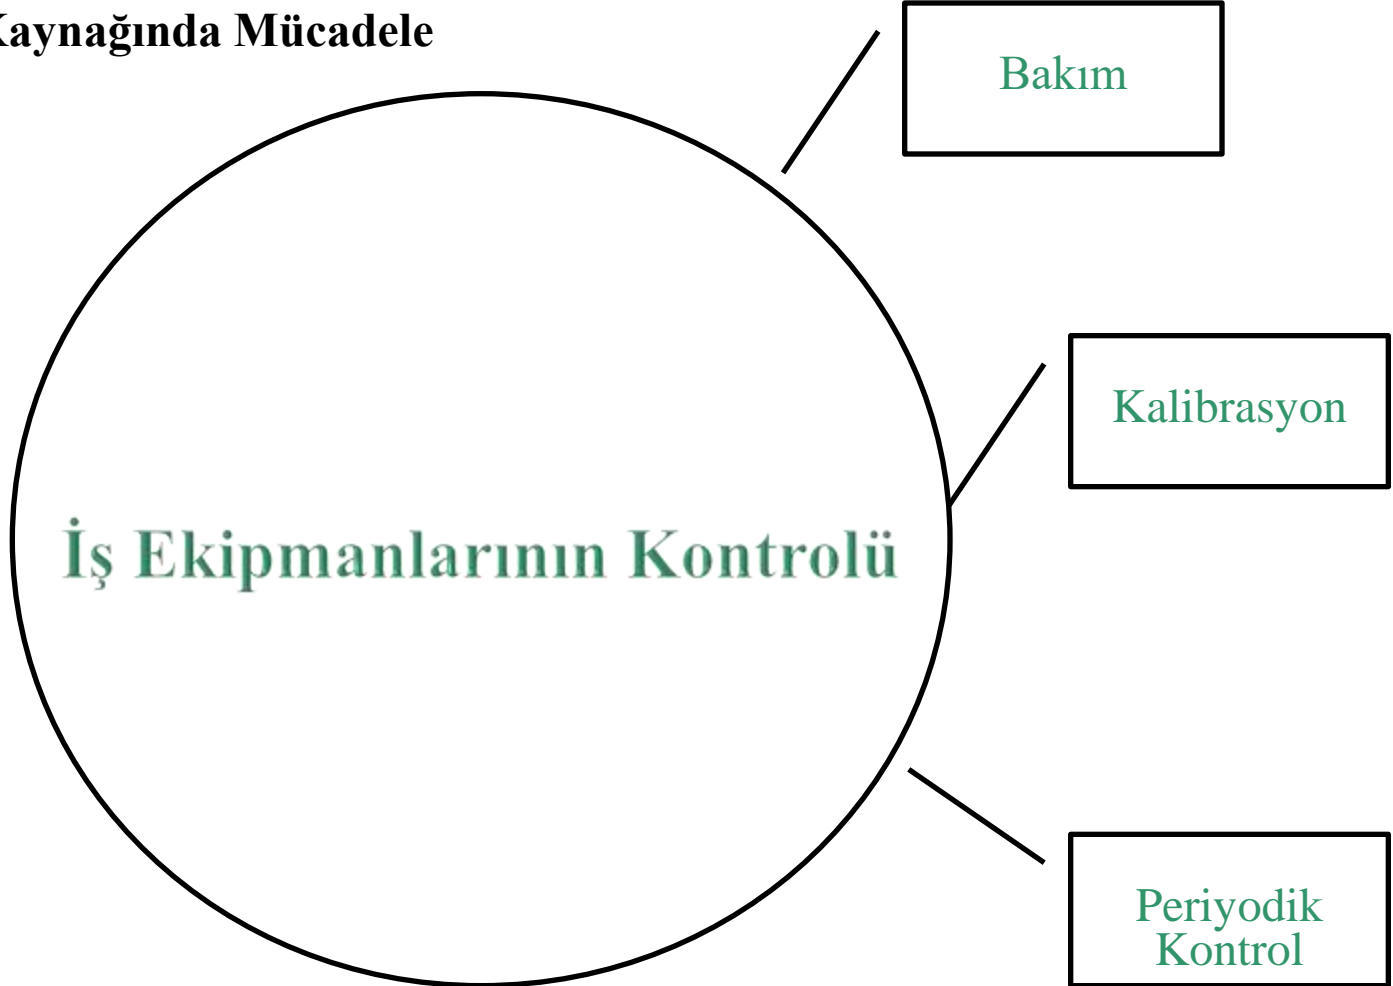 Kaynağında Mücadele
Bakım
Kalibrasyon
İş Ekipmanlarının Kontrolü
Periyodik
Kontrol